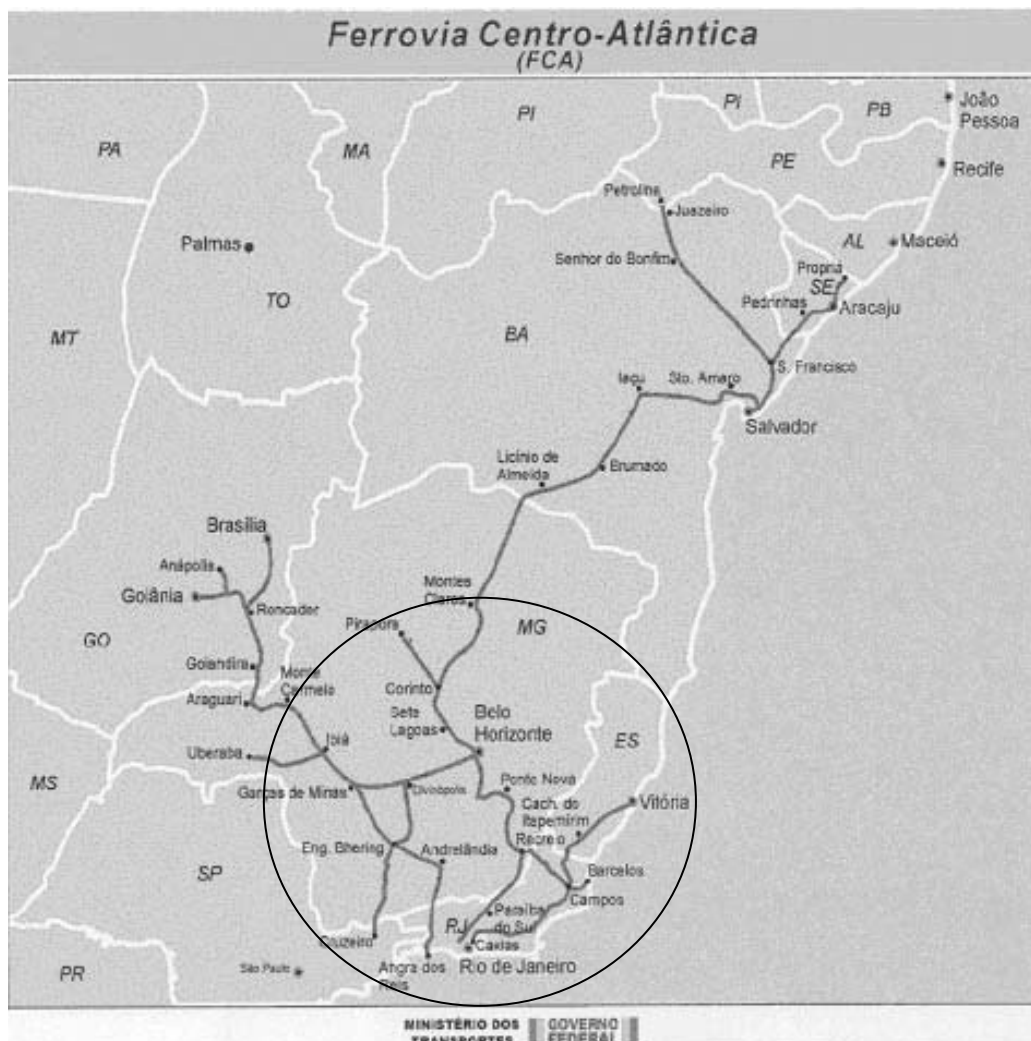 Ferrovia Centro-Atlântica
(FCA)
João
Pessoa
PI
PI
PB
PA
MA
PE
Recife
Petrolina
Juazeiro
Palmas
AL
Maceió
Senhor do Bonfim
Propriá
SE
TO
Pedrinhas
Aracaju
MT
BA
S. Francisco
Iaçu
Sto. Amaro
Salvador
Licínio de
Almeida
Brumado
Brasília
Anápolis
Goiânia
Roncador
Montes
Claros
Pirapora
MG
GO
Goiandira
Monte
Carmelo
Corinto
Araguari
Sete
Lagoas
Belo
Horizonte
Ibiá
ES
Uberaba
MS
Garças de Minas
Divinópolis
Ponte Nova
Cach. do
Itapemirim
Vitória
Recreio
Eng. Bhering
Andrelândia
SP
Barcelos
Campos
Paraíba
do Sul
RJ
Cruzeiro
Caxias
PR
São Paulo
Angra dos
Reis
Rio de Janeiro
MINISTÉRIO DOS
TRANSPORTES
GOVERNO
FEDERAL